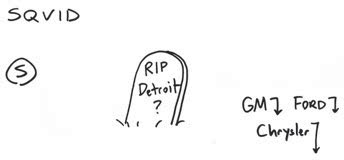 SQVID
S
RIP
Detroit
?
GM↓ FORD↓
Chrysler↓